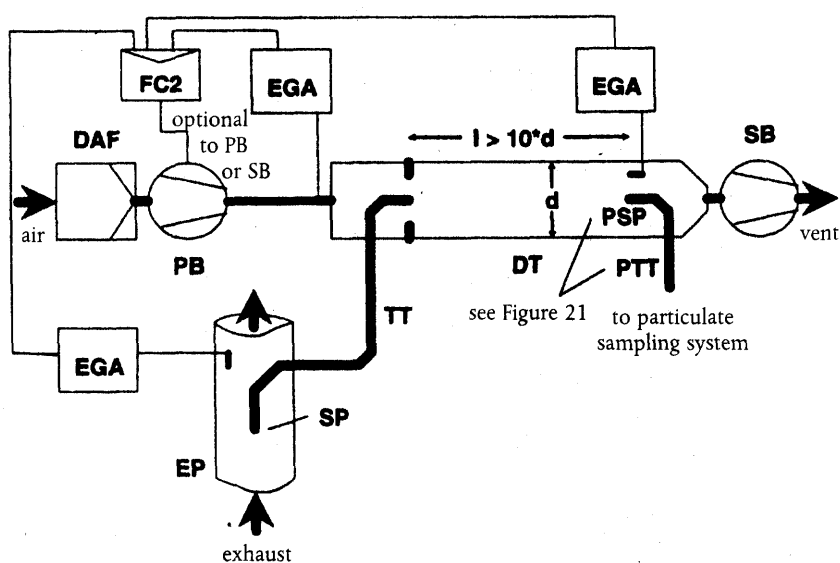 FC2
EGA
EGA
optional
to PB
or SB
DAF
l > 10*d
SB
air
d
PSP
vent
PB
DT
PTT
TT
see Figure 21
to particulate
sampling system
EGA
SP
EP
exhaust